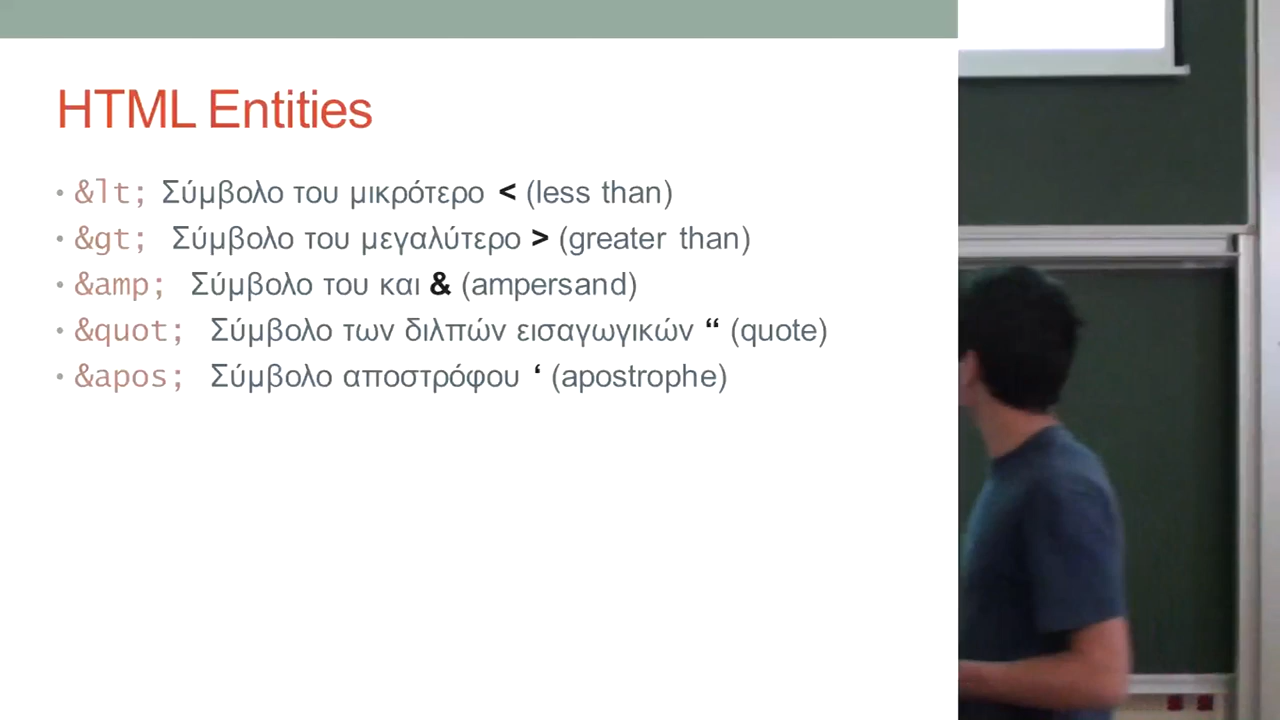 HTML Entities
• &lt; Σύμβολο του μικρότερο < (less than)
• &gt; Σύμβολο του μεγαλύτερο > (greater than)
• &amp; Σύμβολο του και & (ampersand)
• &quot; Σύμβολο των διλπών εισαγωγικών “ (quote)
• &apos; Σύμβολο αποστρόφου ‘ (apostrophe)